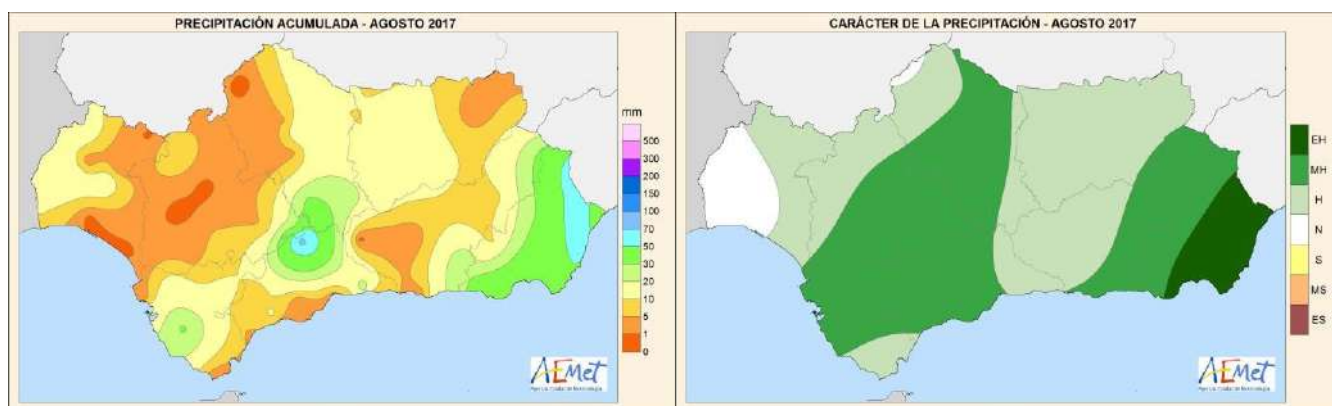 PRECIPITACIÓN ACUMULADA - AGOSTO 2017
mm
500
300
200
150
100
70
50
30
20
10
5
1
0
AEMet
CARÁCTER DE LA PRECIPITACIÓN - AGOSTO 2017
EH
MH
H
N
S
MS
ES
AEMet